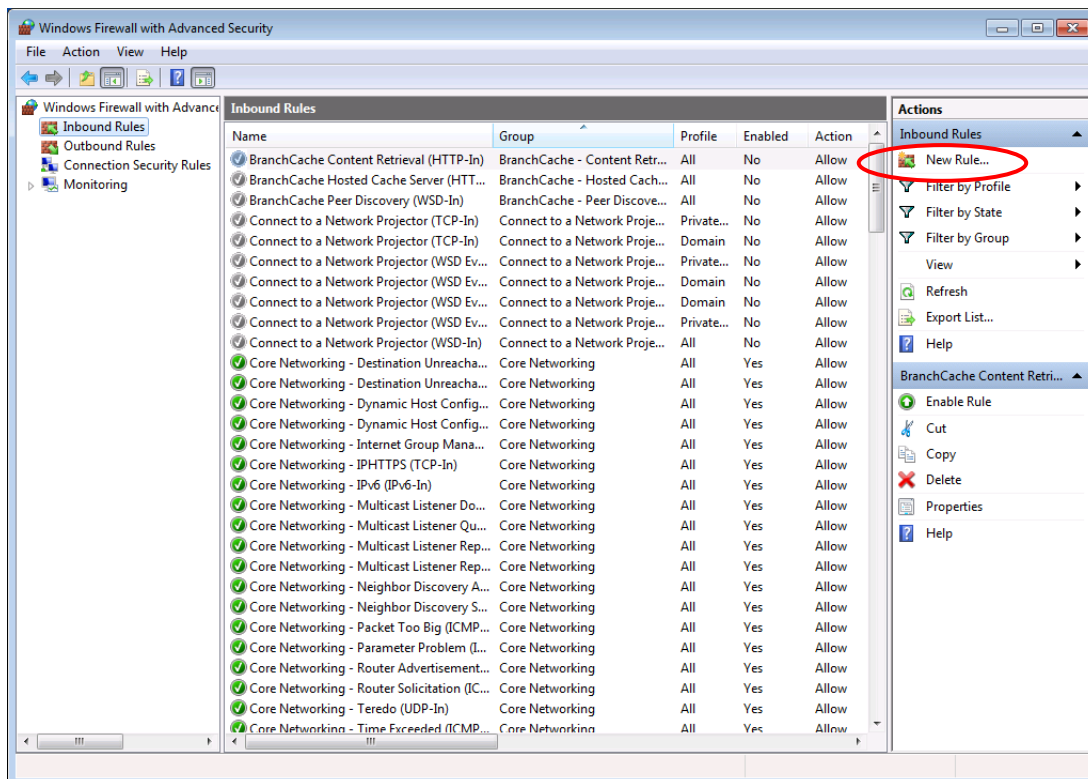 Windows Firewall with Advanced Security
File Action View Help
Windows Firewall with Advance
Inbound Rules
Outbound Rules
Connection Security Rules
Monitoring
Inbound Rules
Name Group Profile Enabled Action
BranchCache Content Retrieval (HTTP-In) BranchCache - Content Retr... All No Allow
BranchCache Hosted Cache Server (HTT... BranchCache - Hosted Cach... All No Allow
BranchCache Peer Discovery (WSD-In) BranchCache - Peer Discove... All No Allow
Connect to a Network Projector (TCP-In) Connect to a Network Proje... Private... No Allow
Connect to a Network Projector (TCP-In) Connect to a Network Proje... Domain No Allow
Connect to a Network Projector (WSD Ev... Connect to a Network Proje... Private... No Allow
Connect to a Network Projector (WSD Ev... Connect to a Network Proje... Domain No Allow
Connect to a Network Projector (WSD Ev... Connect to a Network Proje... Domain No Allow
Connect to a Network Projector (WSD Ev... Connect to a Network Proje... Private... No Allow
Connect to a Network Projector (WSD-In) Connect to a Network Proje... All No Allow
Core Networking - Destination Unreacha... Core Networking All Yes Allow
Core Networking - Destination Unreacha... Core Networking All Yes Allow
Core Networking - Dynamic Host Config... Core Networking All Yes Allow
Core Networking - Dynamic Host Config... Core Networking All Yes Allow
Core Networking - Internet Group Mana... Core Networking All Yes Allow
Core Networking - IPHTTPS (TCP-In) Core Networking All Yes Allow
Core Networking - IPv6 (IPv6-In) Core Networking All Yes Allow
Core Networking - Multicast Listener Do... Core Networking All Yes Allow
Core Networking - Multicast Listener Qu... Core Networking All Yes Allow
Core Networking - Multicast Listener Rep... Core Networking All Yes Allow
Core Networking - Multicast Listener Rep... Core Networking All Yes Allow
Core Networking - Neighbor Discovery A... Core Networking All Yes Allow
Core Networking - Neighbor Discovery S... Core Networking All Yes Allow
Core Networking - Packet Too Big (ICMP... Core Networking All Yes Allow
Core Networking - Parameter Problem (I... Core Networking All Yes Allow
Core Networking - Router Advertisement... Core Networking All Yes Allow
Core Networking - Router Solicitation (IC... Core Networking All Yes Allow
Core Networking - Teredo (UDP-In) Core Networking All Yes Allow
Core Networking - Time Exceeded (ICMP... Core Networking All Yes Allow
Actions
Inbound Rules
New Rule...
Filter by Profile
Filter by State
Filter by Group
View
Refresh
Export List...
Help
BranchCache Content Retri...
Enable Rule
Cut
Copy
Delete
Properties
Help